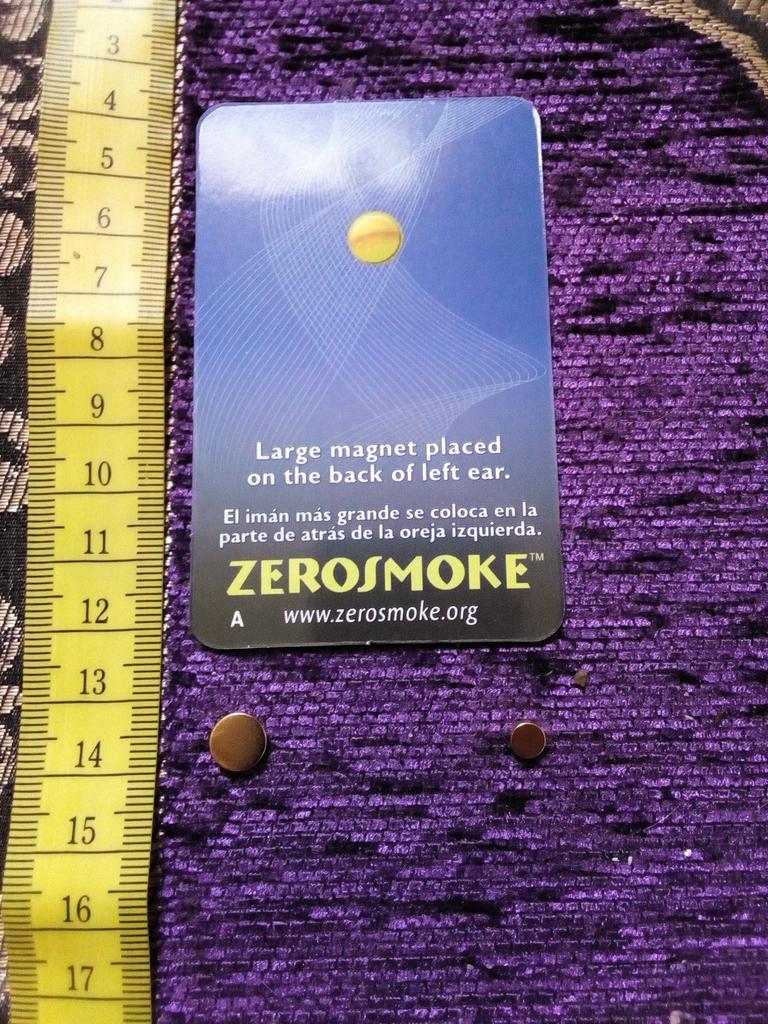 3
4
5
6
7
8
9
10
11
12
13
14
15
16
17
Large magnet placed
on the back of left ear.
El imán más grande se coloca en la
parte de atrás de la oreja izquierda.
ZEROSMOKE™
A www.zerosmoke.org